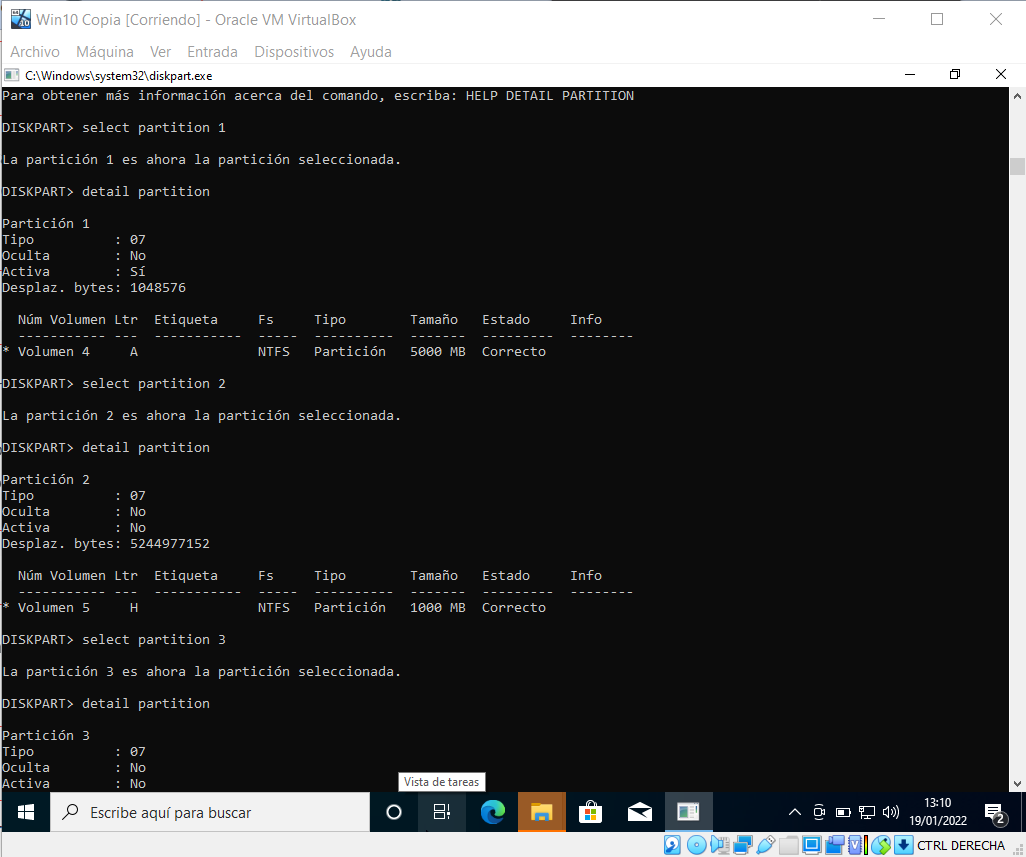 Win10 Copia [Corriendo] - Oracle VM VirtualBox
Archivo Máquina Ver Entrada Dispositivos Ayuda
C:\Windows\system32\diskpart.exe
Para obtener más información acerca del comando, escriba: HELP DETAIL PARTITION
DISKPART> select partition 1
La partición 1 es ahora la partición seleccionada.
DISKPART> detail partition
Partición 1
Tipo : 07
Oculta : No
Activa : Sí
Desplaz. bytes: 1048576
Núm Volumen Ltr Etiqueta Fs Tipo Tamaño Estado Info
----------- --- ----------- ----- ---------- ------- --------- --------
* Volumen 4 A NTFS Partición 5000 MB Correcto
DISKPART> select partition 2
La partición 2 es ahora la partición seleccionada.
DISKPART> detail partition
Partición 2
Tipo : 07
Oculta : No
Activa : No
Desplaz. bytes: 5244977152
Núm Volumen Ltr Etiqueta Fs Tipo Tamaño Estado Info
----------- --- ----------- ----- ---------- ------- --------- --------
* Volumen 5 H NTFS Partición 1000 MB Correcto
DISKPART> select partition 3
La partición 3 es ahora la partición seleccionada.
DISKPART> detail partition
Partición 3
Tipo : 07
Oculta : No
Activa : No
Vista de tareas
Escribe aquí para buscar
13:10
19/01/2022
2
CTRL DERECHA